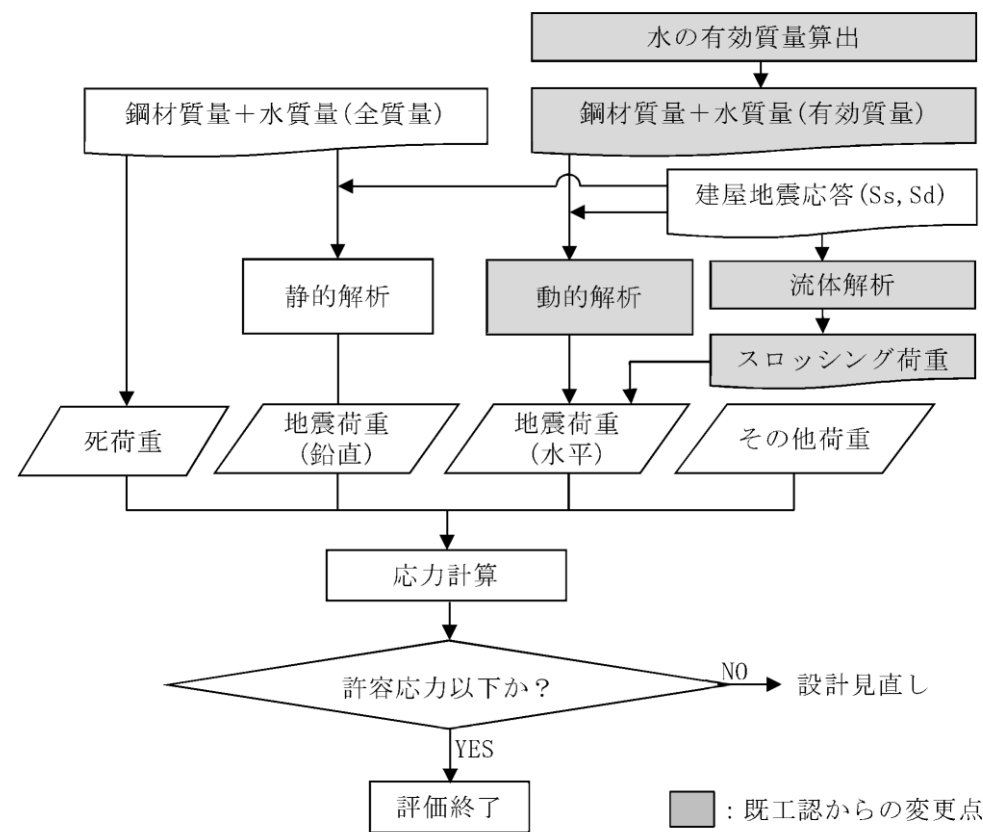 水の有効質量算出
鋼材質量＋水質量(全質量)
鋼材質量＋水質量(有効質量)
建屋地震応答(Ss,Sd)
静的解析
動的解析
流体解析
スロッシング荷重
死荷重
地震荷重
(鉛直)
地震荷重
(水平)
その他荷重
応力計算
許容応力以下か？
NO
設計見直し
YES
評価終了
：既工認からの変更点